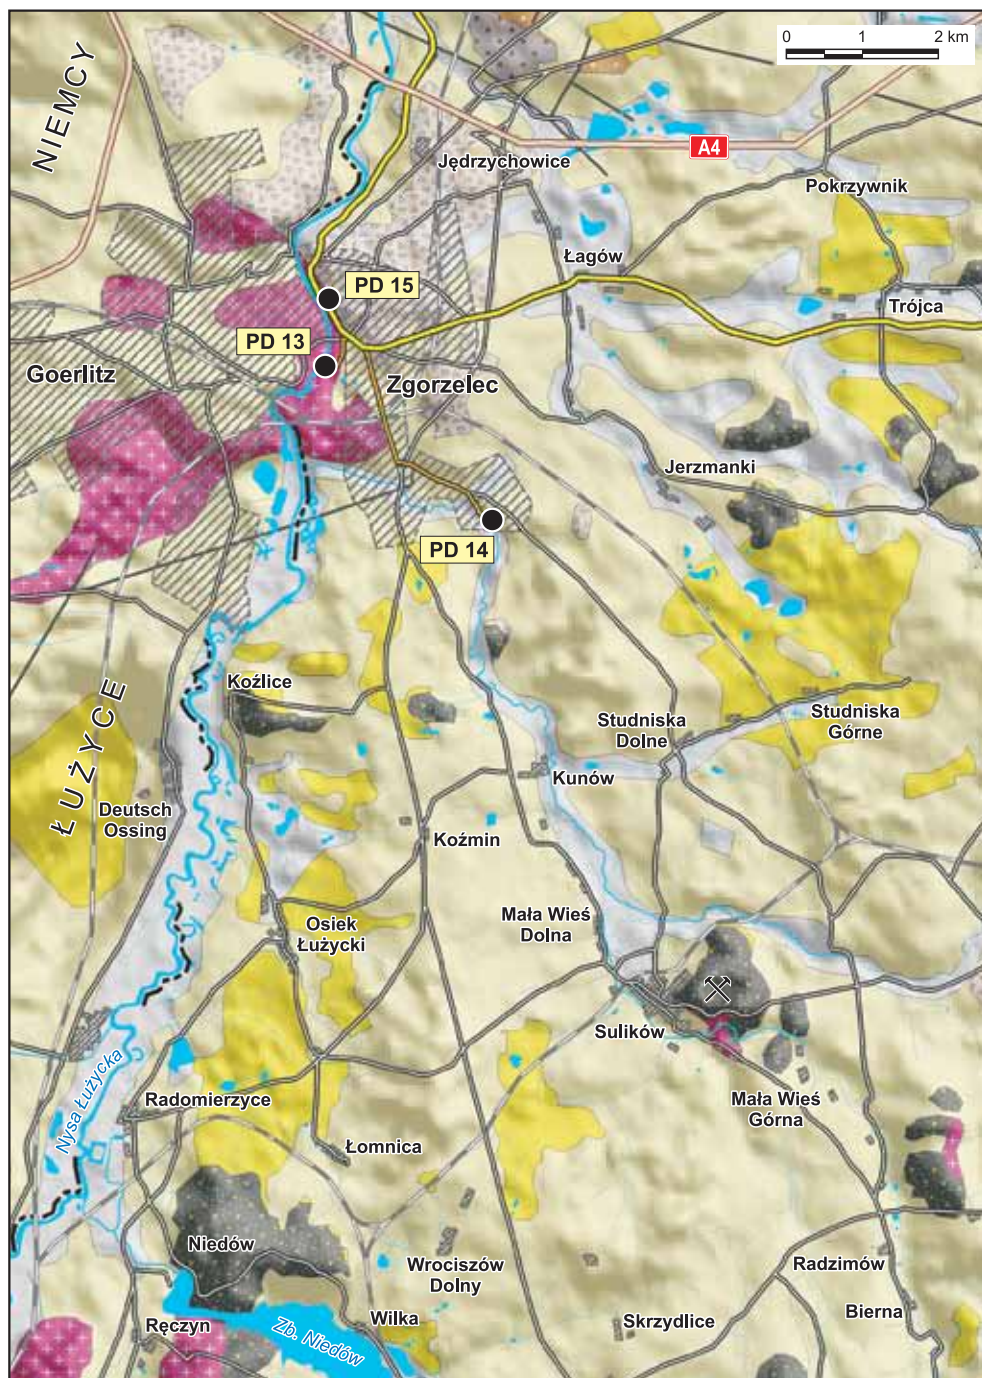 NIEMCY
0 1 2 km
A4
Jędrzychowice
Pokrzywnik
Łagów
PD 15
Trójca
PD 13
Goerlitz
Zgorzelec
Jerzmanki
PD 14
ŁUŻYCE
Koźlice
Studniska
Dolne
Studniska
Górne
Kunów
Deutsch
Ossing
Koźmin
Osiek
Łużycki
Mała Wieś
Dolna
Sulików
Nysa Łużycka
Radomierzyce
Mała Wieś
Górna
Łomnica
Niedów
Wrociszów
Dolny
Radzimów
Bierna
Ręczyn
Zb. Niedów
Wilka
Skrzydlice